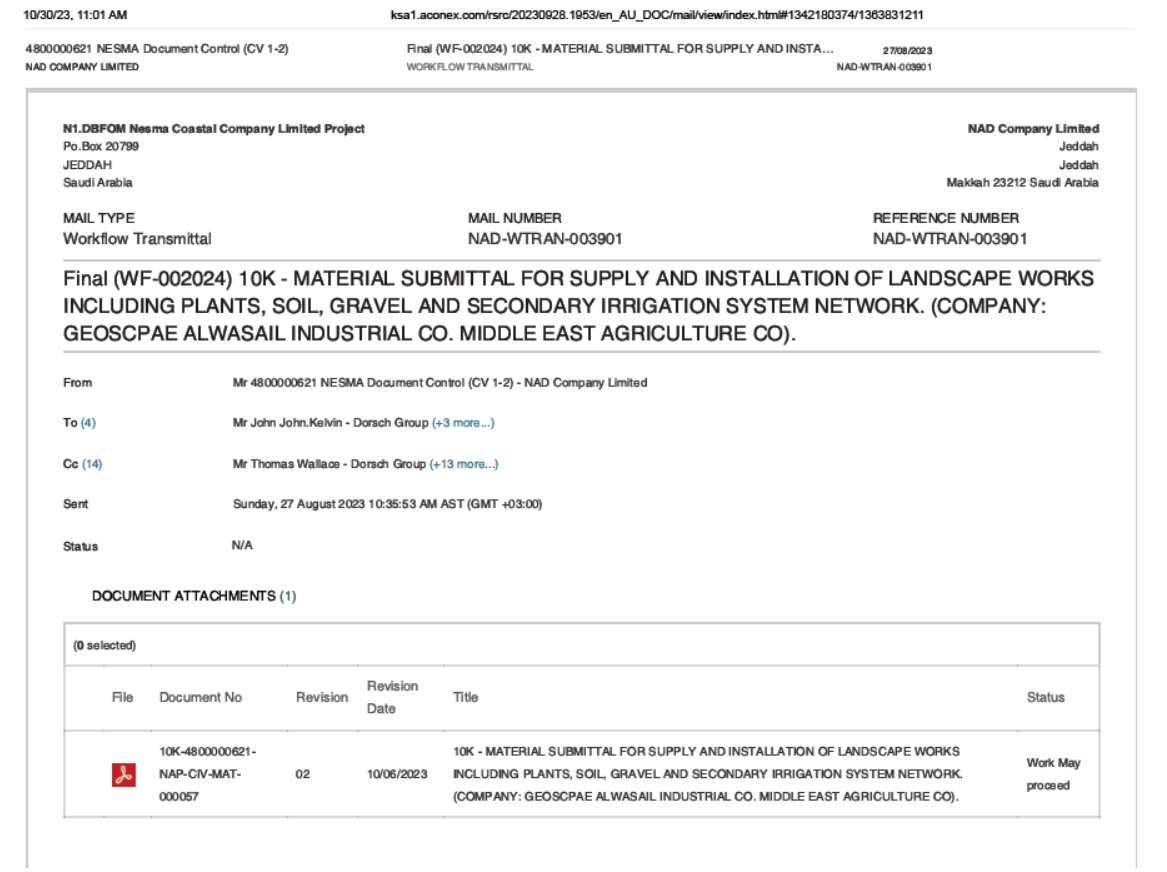 10/30/23, 11:01 AM ksa1.aconex.com/rsrc/20230928.1953/en_AU_DOC/mail/view/index.html#1342180374/1363831211
4800000621 NESMA Document Control (CV 1-2) Final (WF-002024) 10K - MATERIAL SUBMITTAL FOR SUPPLY AND INSTA... 27/08/2023
NAD COMPANY LIMITED WORKFLOW TRANSMITTAL NAD-WTRAN-003901
N1.DBFOM Nesma Coastal Company Limited Project NAD Company Limited
Po.Box 20799 Jeddah
JEDDAH Jeddah
Saudi Arabia Makkah 23212 Saudi Arabia
MAIL TYPE MAIL NUMBER REFERENCE NUMBER
Workflow Transmittal NAD-WTRAN-003901 NAD-WTRAN-003901
Final (WF-002024) 10K - MATERIAL SUBMITTAL FOR SUPPLY AND INSTALLATION OF LANDSCAPE WORKS
INCLUDING PLANTS, SOIL, GRAVEL AND SECONDARY IRRIGATION SYSTEM NETWORK. (COMPANY:
GEOSCPAE ALWASAIL INDUSTRIAL CO. MIDDLE EAST AGRICULTURE CO).
From Mr 4800000621 NESMA Document Control (CV 1-2) - NAD Company Limited
To (4) Mr John John.Kelvin - Dorsch Group (+3 more...)
Cc (14) Mr Thomas Wallace - Dorsch Group (+13 more...)
Sent Sunday, 27 August 2023 10:35:53 AM AST (GMT +03:00)
Status N/A
DOCUMENT ATTACHMENTS (1)
(0 selected)
File Document No Revision Revision Date Title Status
10K-4800000621-NAP-CIV-MAT-000057 02 10/06/2023 10K - MATERIAL SUBMITTAL FOR SUPPLY AND INSTALLATION OF LANDSCAPE WORKS
INCLUDING PLANTS, SOIL, GRAVEL AND SECONDARY IRRIGATION SYSTEM NETWORK.
(COMPANY: GEOSCPAE ALWASAIL INDUSTRIAL CO. MIDDLE EAST AGRICULTURE CO). Work May proceed